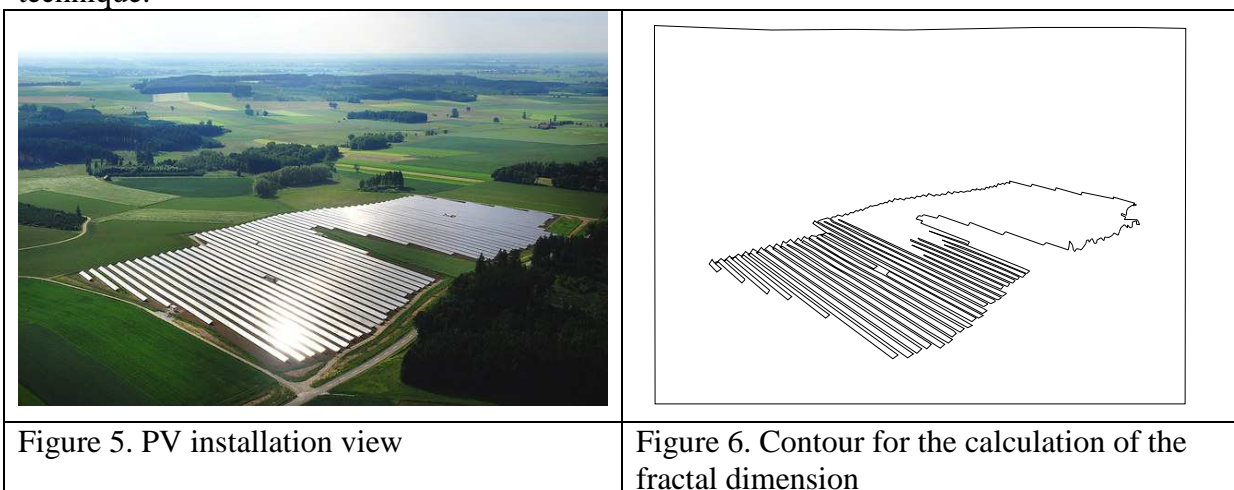 technique.
Figure 5. PV installation view
Figure 6. Contour for the calculation of the
fractal dimension